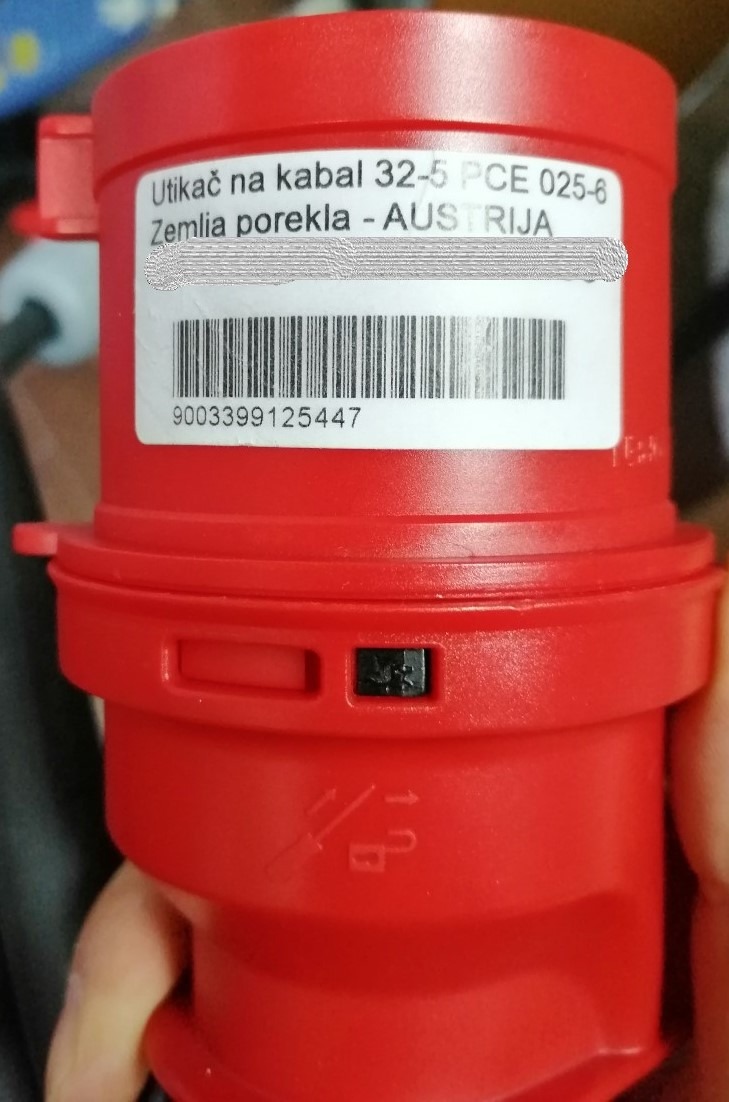 Utikač na kabal 32-5 PCE 025-6
Zemlja porekla - AUSTRIJA
9003399125447